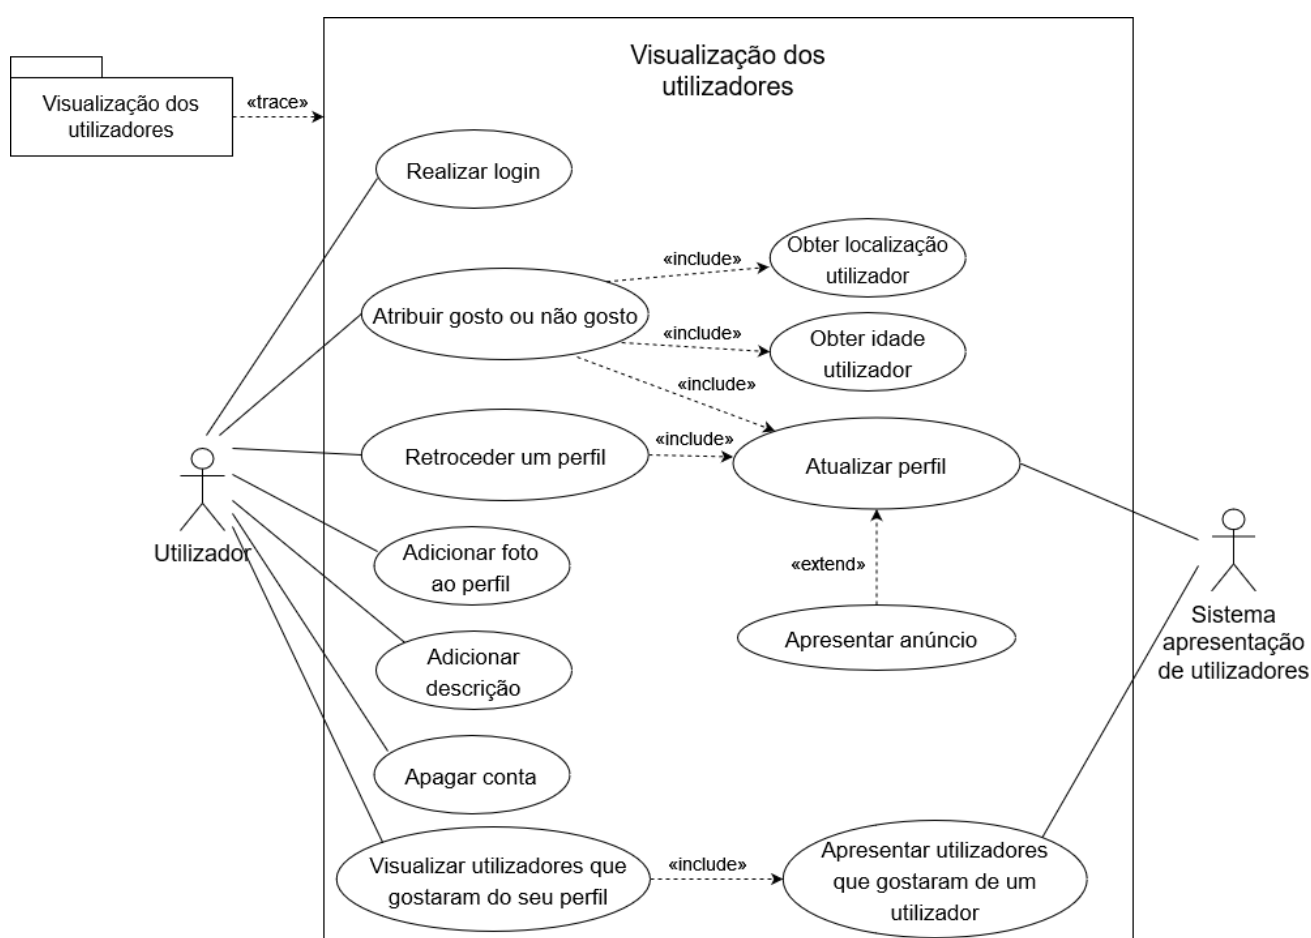 Visualização dos
utilizadores
Visualização dos
utilizadores
«trace»
Realizar login
Obter localização
utilizador
«include»
Atribuir gosto ou não gosto
«include»
Obter idade
utilizador
«include»
Retroceder um perfil
«include»
Atualizar perfil
Utilizador
Adicionar foto
ao perfil
«extend»
Sistema
apresentação
de utilizadores
Apresentar anúncio
Adicionar
descrição
Apagar conta
Visualizar utilizadores que
gostaram do seu perfil
«include»
Apresentar utilizadores
que gostaram de um
utilizador